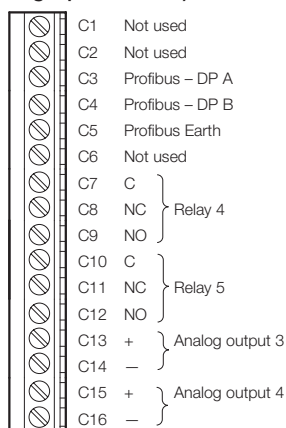 C1 Not used
C2 Not used
C3 Profibus – DP A
C4 Profibus – DP B
C5 Profibus Earth
C6 Not used
C7 C
C8 NC Relay 4
C9 NO
C10 C
C11 NC Relay 5
C12 NO
C13 + Analog output 3
C14 –
C15 + Analog output 4
C16 –